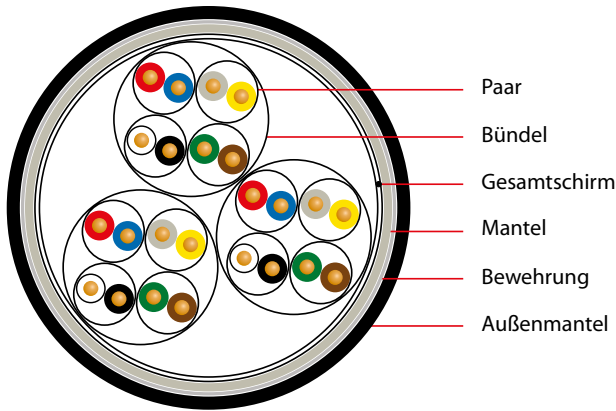 Paar
Bündel
Gesamtschirm
Mantel
Bewehrung
Außenmantel